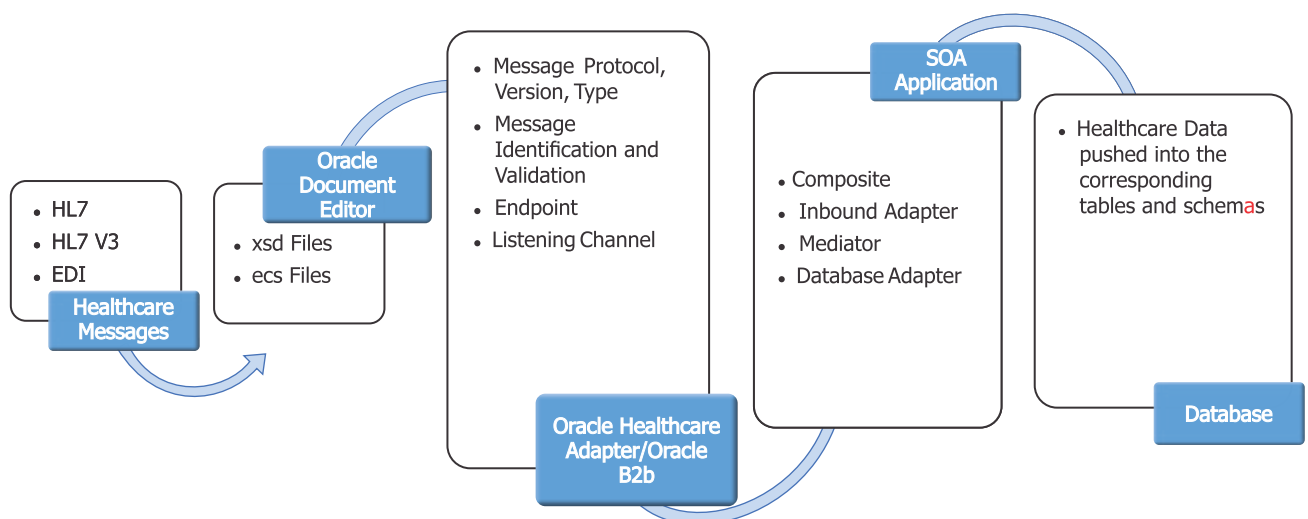 • HL7
• HL7 V3
• EDI
Healthcare
Messages
Oracle
Document
Editor
• xsd Files
• ecs Files
• Message Protocol,
Version, Type
• Message
Identification and
Validation
• Endpoint
• Listening Channel
Oracle Healthcare
Adapter/Oracle
B2b
SOA
Application
• Composite
• Inbound Adapter
• Mediator
• Database Adapter
• Healthcare Data
pushed into the
corresponding
tables and schemas
Database